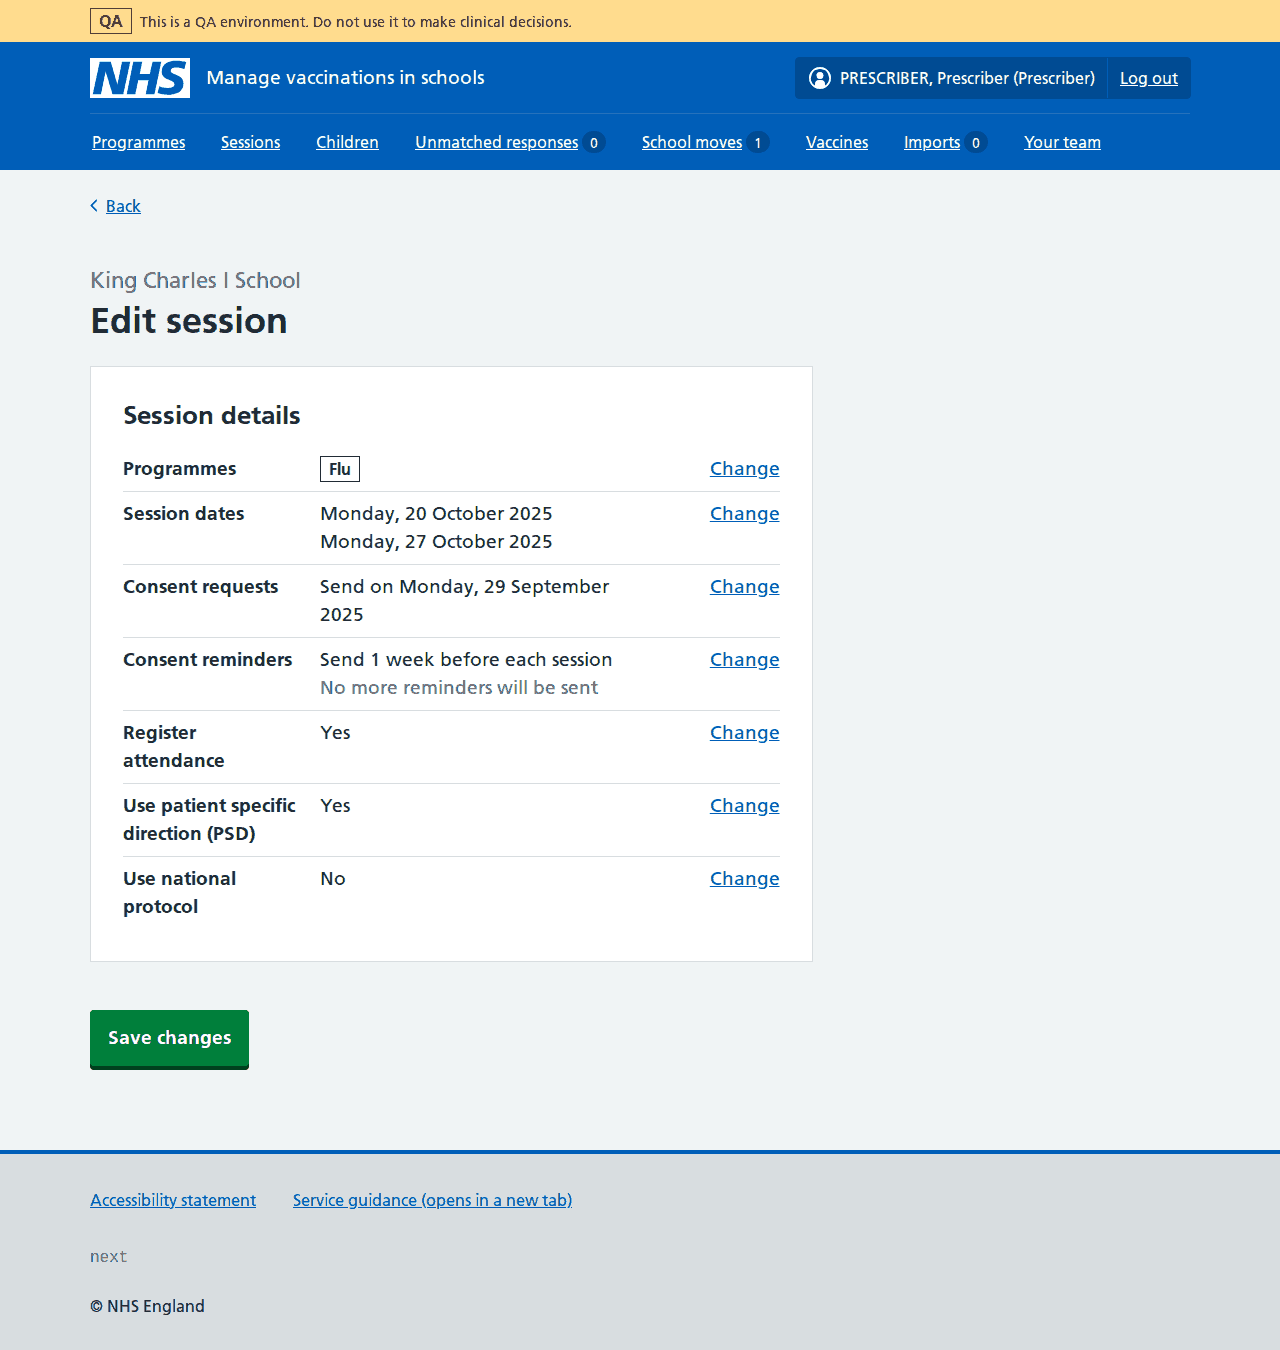 QA This is a QA environment. Do not use it to make clinical decisions.
NHS Manage vaccinations in schools PRESCRIBER, Prescriber (Prescriber) Log out
Programmes Sessions Children Unmatched responses 0 School moves 1 Vaccines Imports 0 Your team
Back
King Charles I School
Edit session
Session details
Programmes Flu Change
Session dates Monday, 20 October 2025 Change
Monday, 27 October 2025
Consent requests Send on Monday, 29 September Change
2025
Consent reminders Send 1 week before each session Change
No more reminders will be sent
Register Yes Change
attendance
Use patient specific Yes Change
direction (PSD)
Use national No Change
protocol
Save changes
Accessibility statement Service guidance (opens in a new tab)
next
© NHS England